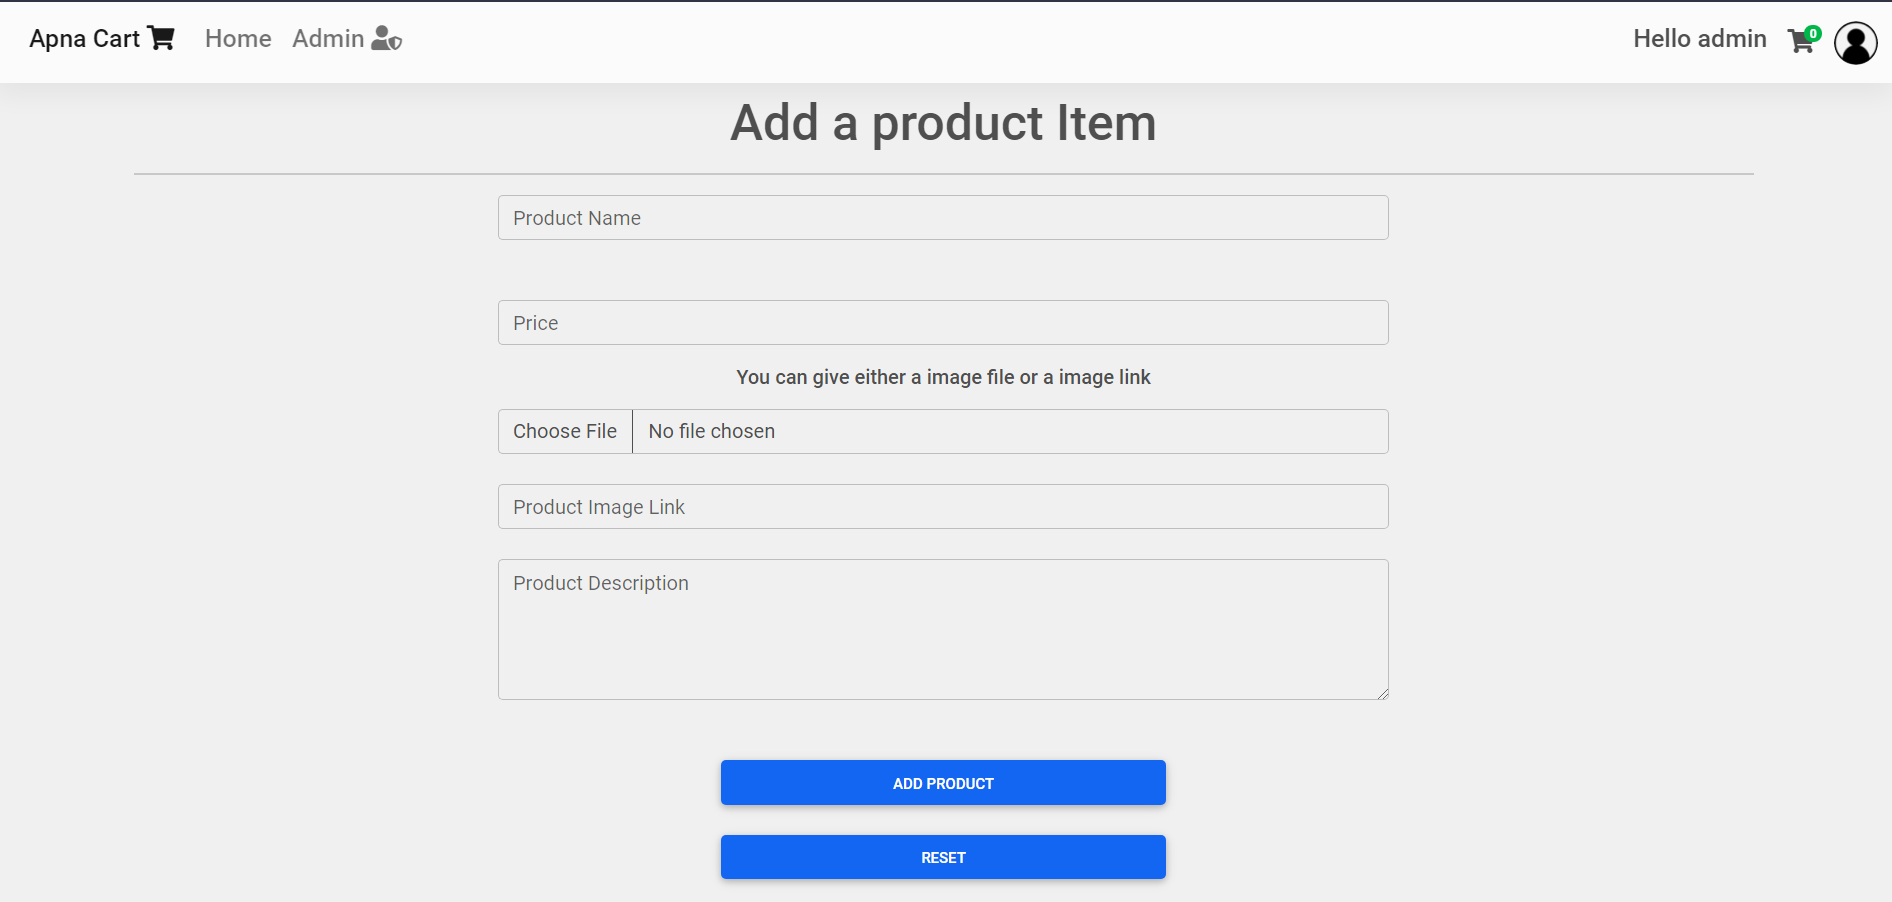 Apna Cart Home Admin Hello admin 0
Add a product Item
Product Name
Price
You can give either a image file or a image link
Choose File No file chosen
Product Image Link
Product Description
ADD PRODUCT
RESET